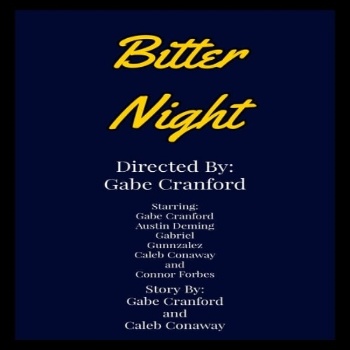 Bitter
Night
Directed By:
Gabe Cranford
Starring:
Gabe Cranford
Austin Deming
Gabriel
Gunnzalez
Caleb Conaway
and
Connor Forbes
Story By:
Gabe Cranford
and
Caleb Conaway